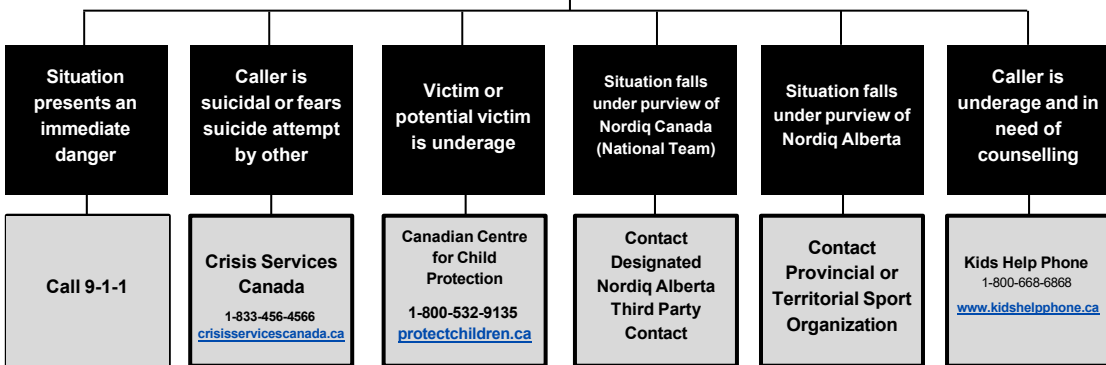 Situation
presents an
immediate
danger
Caller is
suicidal or fears
suicide attempt
by other
Victim or
potential victim
is underage
Situation falls
under purview of
Nordiq Canada
(National Team)
Situation falls
under purview of
Nordiq Alberta
Caller is
underage and in
need of
counselling
Call 9-1-1
Crisis Services
Canada
1-833-456-4566
crisisservicescanada.ca
Canadian Centre
for Child
Protection
1-800-532-9135
protectchildren.ca
Contact
Designated
Nordiq Alberta
Third Party
Contact
Contact
Provincial or
Territorial Sport
Organization
Kids Help Phone
1-800-668-6868
www.kidshelpphone.ca